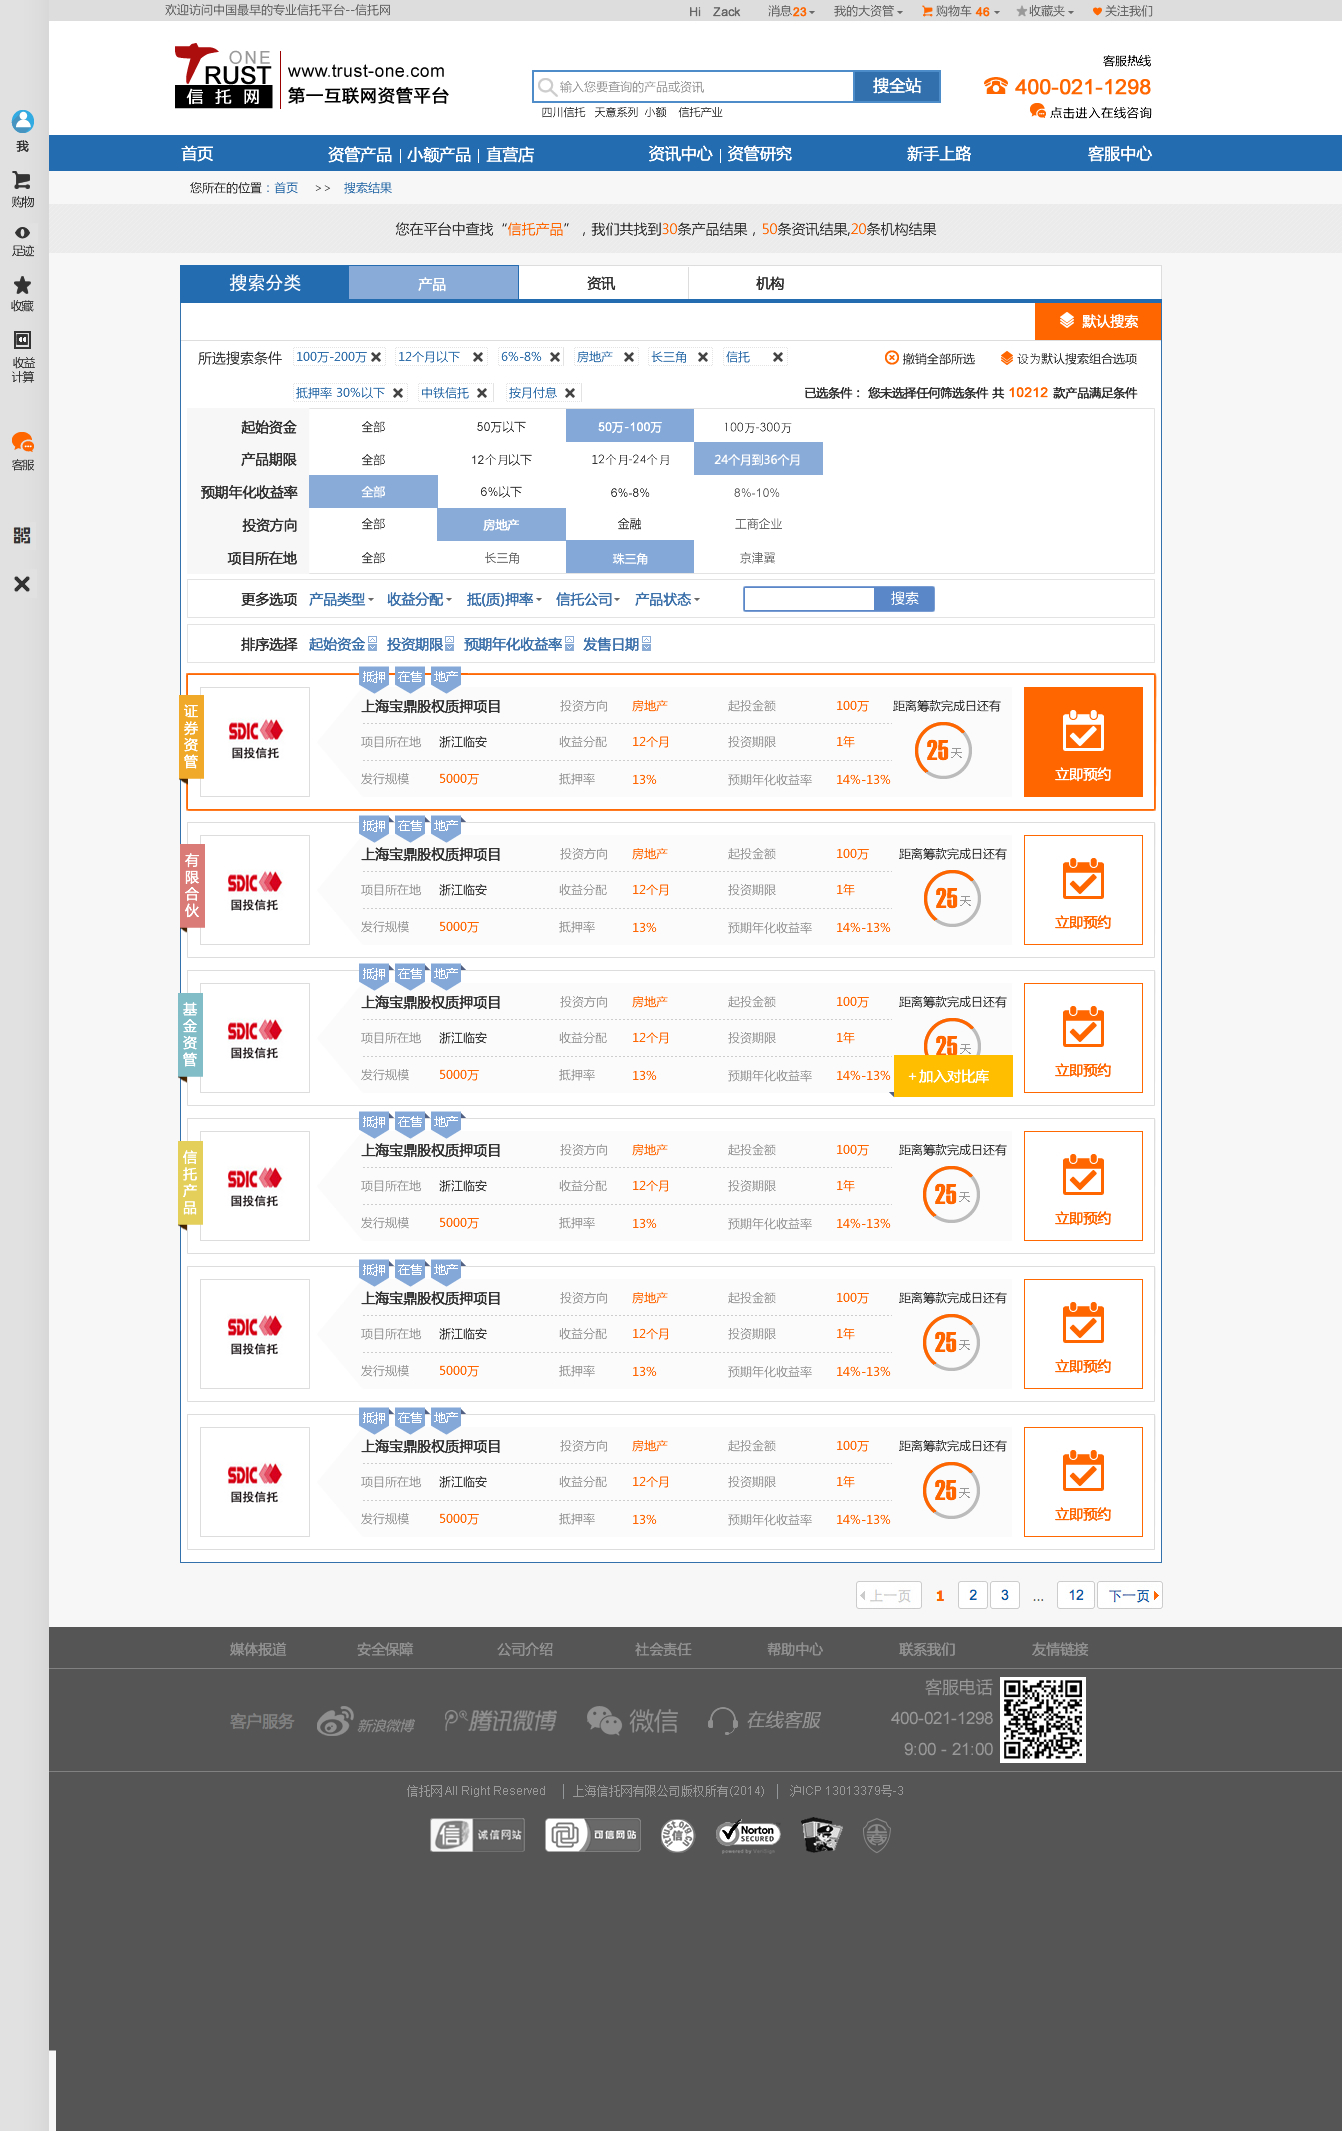 欢迎访问中国最早的专业信托平台--信托网
Hi Zack 消息23 我的大资管 购物车 46 收藏夹 关注我们
TRUST ONE 信托网
www.trust-one.com
第一互联网资管平台
输入您要查询的产品或资讯 搜全站
四川信托 天意系列 小额 信托产业
客服热线
400-021-1298
点击进入在线咨询
我
购物
足迹
收藏
收益
计算
客服
首页 资管产品 | 小额产品 | 直营店 资讯中心 | 资管研究 新手上路 客服中心
您所在的位置：首页 >> 搜索结果
您在平台中查找“信托产品”，我们共找到30条产品结果，50条资讯结果,20条机构结果
搜索分类 产品 资讯 机构
默认搜索
所选搜索条件 100万-200万 12个月以下 6%-8% 房地产 长三角 信托 撤销全部所选 设为默认搜索组合选项
抵押率 30%以下 中铁信托 按月付息 已选条件： 您未选择任何筛选条件 共 10212 款产品满足条件
起始资金 全部 50万以下 50万-100万 100万-300万
产品期限 全部 12个月以下 12个月-24个月 24个月到36个月
预期年化收益率 全部 6%以下 6%-8% 8%-10%
投资方向 全部 房地产 金融 工商企业
项目所在地 全部 长三角 珠三角 京津翼
更多选项 产品类型 收益分配 抵(质)押率 信托公司 产品状态 搜索
排序选择 起始资金 投资期限 预期年化收益率 发售日期
抵押 在售 地产
证券资管
SDIC 国投信托
上海宝鼎股权质押项目 投资方向 房地产 起投金额 100万 距离筹款完成日还有
项目所在地 浙江临安 收益分配 12个月 投资期限 1年 25天
发行规模 5000万 抵押率 13% 预期年化收益率 14%-13%
立即预约
抵押 在售 地产
有限合伙
SDIC 国投信托
上海宝鼎股权质押项目 投资方向 房地产 起投金额 100万 距离筹款完成日还有
项目所在地 浙江临安 收益分配 12个月 投资期限 1年 25天
发行规模 5000万 抵押率 13% 预期年化收益率 14%-13%
立即预约
抵押 在售 地产
基金资管
SDIC 国投信托
上海宝鼎股权质押项目 投资方向 房地产 起投金额 100万 距离筹款完成日还有
项目所在地 浙江临安 收益分配 12个月 投资期限 1年 25天
发行规模 5000万 抵押率 13% 预期年化收益率 14%-13% +加入对比库
立即预约
抵押 在售 地产
信托产品
SDIC 国投信托
上海宝鼎股权质押项目 投资方向 房地产 起投金额 100万 距离筹款完成日还有
项目所在地 浙江临安 收益分配 12个月 投资期限 1年 25天
发行规模 5000万 抵押率 13% 预期年化收益率 14%-13%
立即预约
抵押 在售 地产
SDIC 国投信托
上海宝鼎股权质押项目 投资方向 房地产 起投金额 100万 距离筹款完成日还有
项目所在地 浙江临安 收益分配 12个月 投资期限 1年 25天
发行规模 5000万 抵押率 13% 预期年化收益率 14%-13%
立即预约
抵押 在售 地产
SDIC 国投信托
上海宝鼎股权质押项目 投资方向 房地产 起投金额 100万 距离筹款完成日还有
项目所在地 浙江临安 收益分配 12个月 投资期限 1年 25天
发行规模 5000万 抵押率 13% 预期年化收益率 14%-13%
立即预约
上一页 1 2 3 ... 12 下一页
媒体报道 安全保障 公司介绍 社会责任 帮助中心 联系我们 友情链接
客户服务 新浪微博 腾讯微博 微信 在线客服
客服电话
400-021-1298
9:00 - 21:00
信托网 All Right Reserved | 上海信托网有限公司版权所有(2014) | 沪ICP 13013379号-3
信 诚信网站 可信网站 信 Norton SECURED